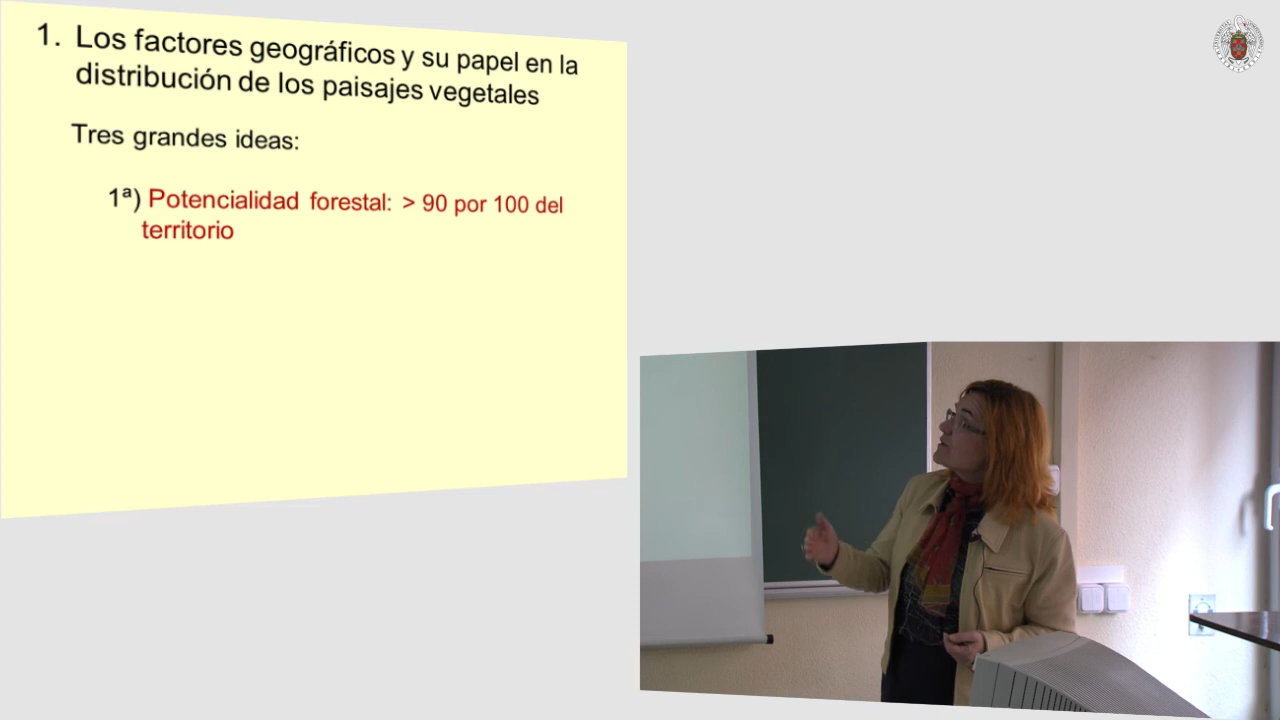 1. Los factores geográficos y su papel en la
distribución de los paisajes vegetales
Tres grandes ideas:
1ª) Potencialidad forestal: > 90 por 100 del
territorio